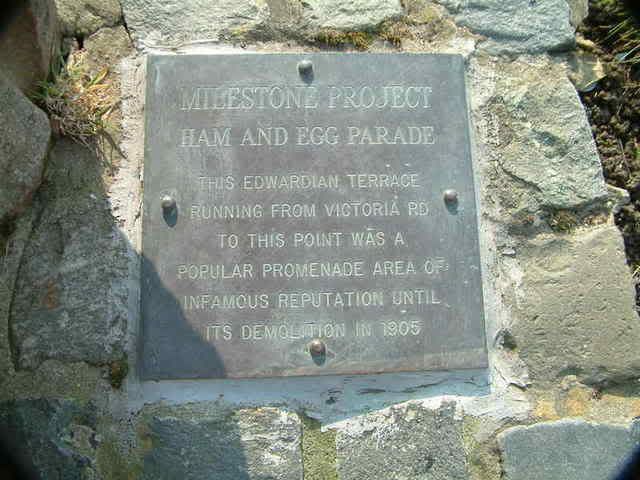 MILESTONE PROJECT
HAM AND EGG PARADE
THIS EDWARDIAN TERRACE
RUNNING FROM VICTORIA RD
TO THIS POINT WAS A
POPULAR PROMENADE AREA OF
INFAMOUS REPUTATION UNTIL
ITS DEMOLITION IN 1905